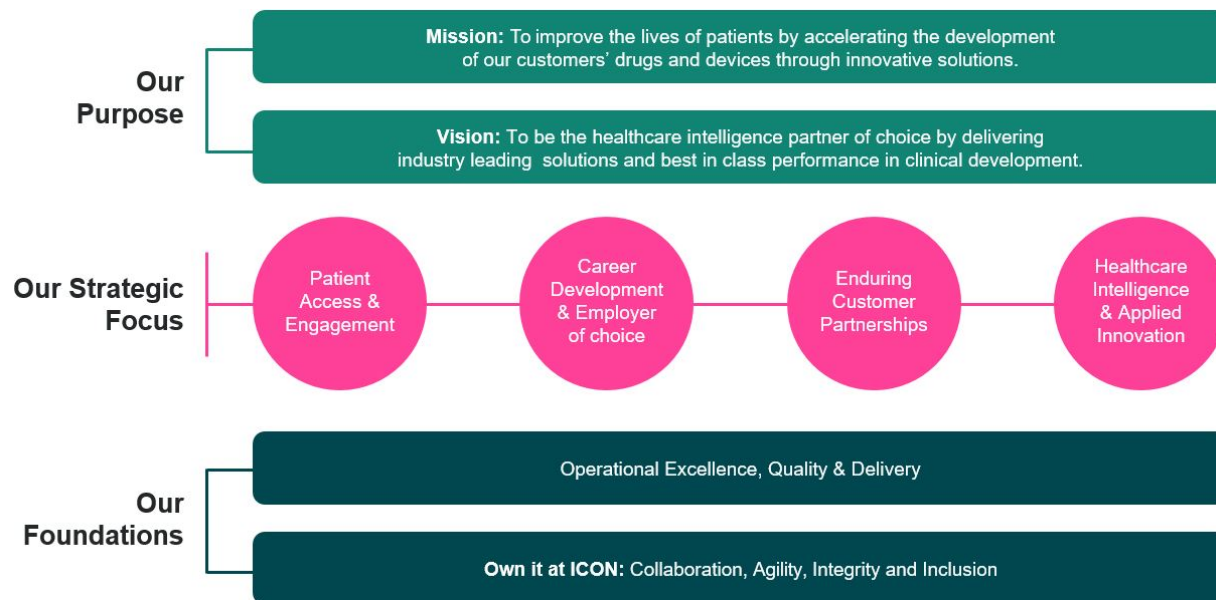 Our
Purpose
Mission: To improve the lives of patients by accelerating the development
of our customers’ drugs and devices through innovative solutions.
Vision: To be the healthcare intelligence partner of choice by delivering
industry leading  solutions and best in class performance in clinical development.
Our Strategic
Focus
Patient
Access &
Engagement
Career
Development
& Employer
of choice
Enduring
Customer
Partnerships
Healthcare
Intelligence
& Applied
Innovation
Our
Foundations
Operational Excellence, Quality & Delivery
Own it at ICON: Collaboration, Agility, Integrity and Inclusion